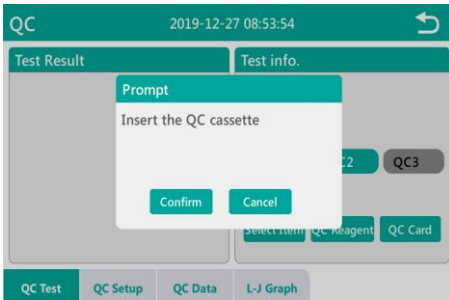 QC 2019-12-27 08:53:54
Test Result Test info.
Prompt
Insert the QC cassette
QC3
Confirm Cancel
Select Item QC Reagent QC Card
QC Test QC Setup QC Data L-J Graph